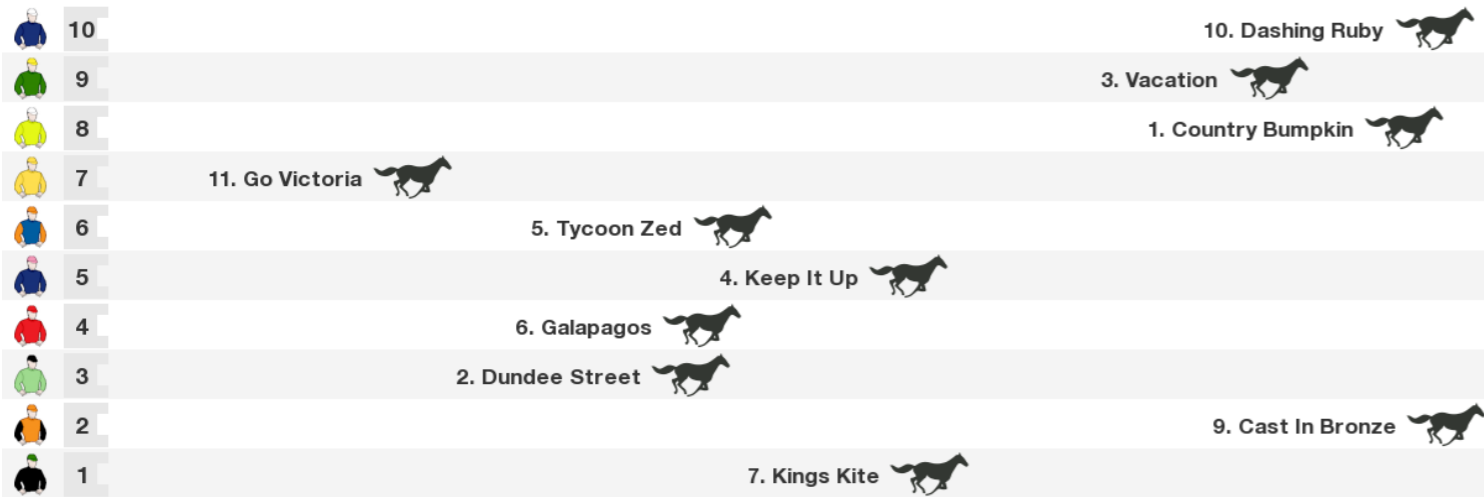 10 10. Dashing Ruby
9 3. Vacation
8 1. Country Bumpkin
7 11. Go Victoria
6 5. Tycoon Zed
5 4. Keep It Up
4 6. Galapagos
3 2. Dundee Street
2 9. Cast In Bronze
1 7. Kings Kite